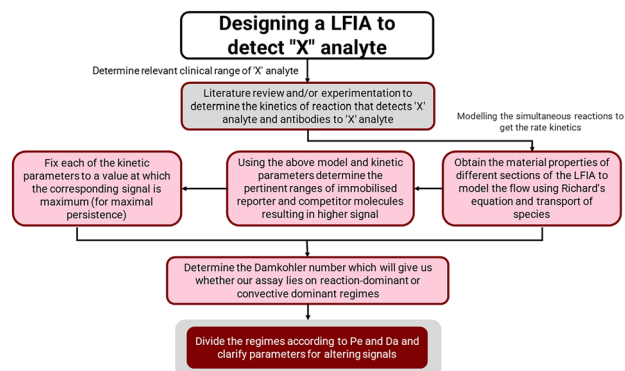 Designing a LFIA to
detect "X" analyte
Determine relevant clinical range of 'X' analyte
Literature review and/or experimentation to
determine the kinetics of reaction that detects 'X'
analyte and antibodies to 'X' analyte
Modelling the simultaneous reactions to
get the rate kinetics
Fix each of the kinetic
parameters to a value at which
the corresponding signal is
maximum (for maximal
persistence)
Using the above model and kinetic
parameters determine the
pertinent ranges of immobilised
reporter and competitor molecules
resulting in higher signal
Obtain the material properties of
different sections of the LFIA to
model the flow using Richard's
equation and transport of
species
Determine the Damkohler number which will give us
whether our assay lies on reaction-dominant or
convective dominant regimes
Divide the regimes according to Pe and Da and
clarify parameters for altering signals